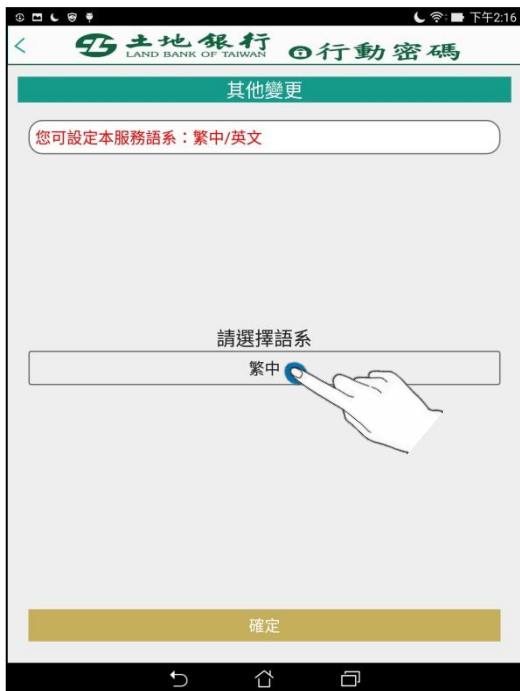 下午2:16
土地銀行 行動密碼
LAND BANK OF TAIWAN
其他變更
您可設定本服務語系：繁中/英文
請選擇語系
繁中
確定